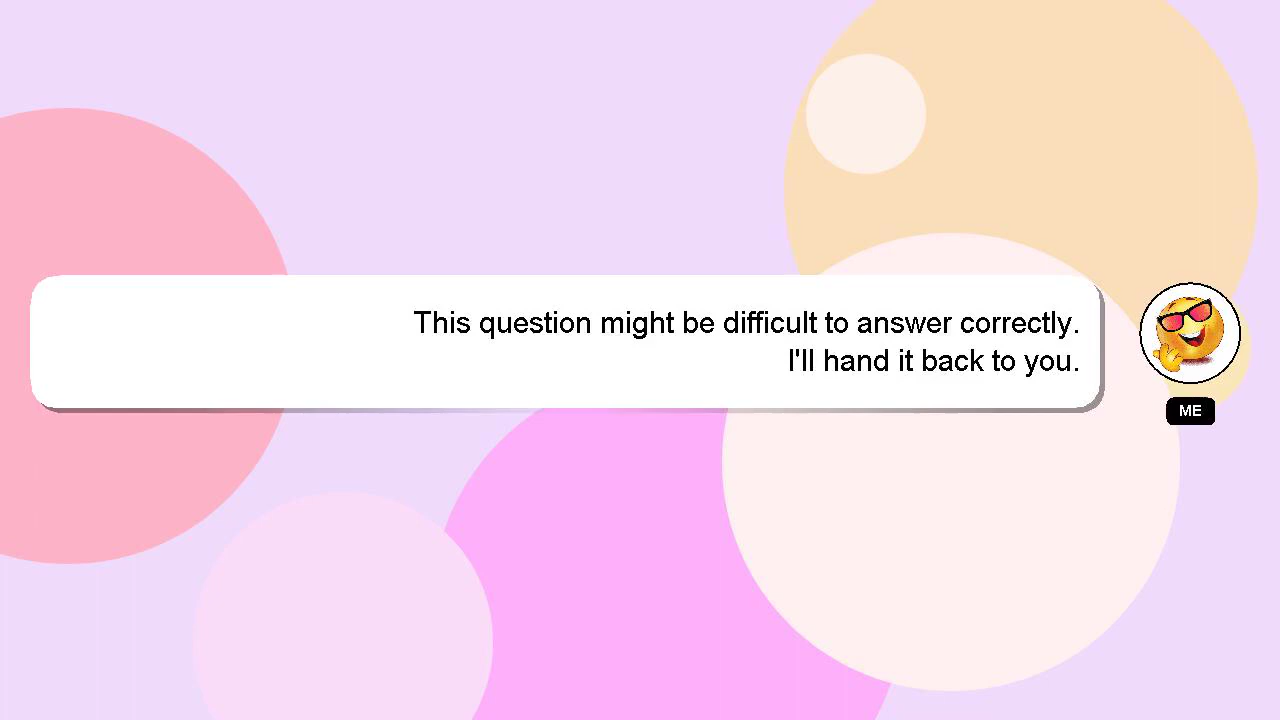 This question might be difficult to answer correctly.
I'll hand it back to you.
ME